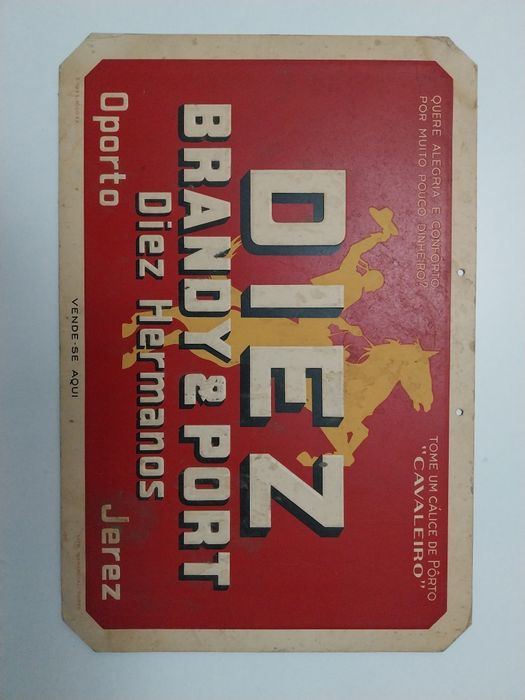 QUERE ALEGRIA E CONFORTO
POR MUITO POUCO DINHEIRO?
TOME UM CÁLICE DE PÔRTO
"CAVALEIRO"
DIEZ
BRANDY & PORT
Diez Hermanos
Oporto
Jerez
VENDE-SE AQUI